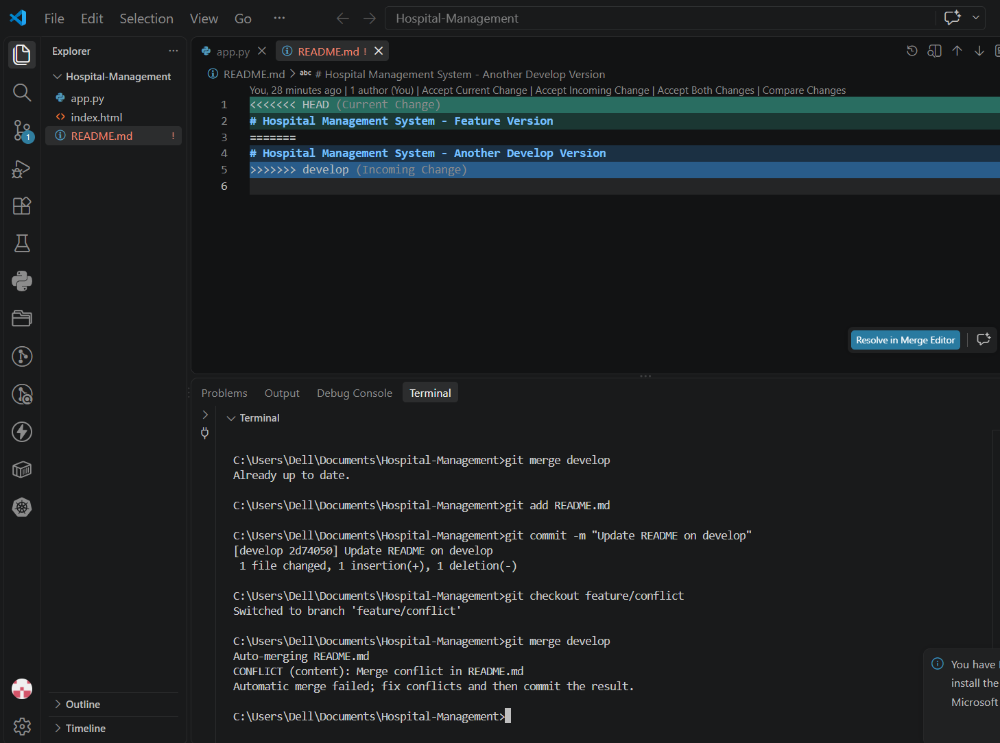 File Edit Selection View Go ··· Hospital-Management
Explorer ···
Hospital-Management
app.py
index.html
README.md !
1
Outline
Timeline
app.py
README.md !
README.md > abc # Hospital Management System - Another Develop Version
You, 28 minutes ago | 1 author (You) | Accept Current Change | Accept Incoming Change | Accept Both Changes | Compare Changes
1 <<<<<<< HEAD (Current Change)
2 # Hospital Management System - Feature Version
3 =======
4 # Hospital Management System - Another Develop Version
5 >>>>>>> develop (Incoming Change)
6
Resolve in Merge Editor
Problems Output Debug Console Terminal
Terminal
C:\Users\Dell\Documents\Hospital-Management>git merge develop
Already up to date.
C:\Users\Dell\Documents\Hospital-Management>git add README.md
C:\Users\Dell\Documents\Hospital-Management>git commit -m "Update README on develop"
[develop 2d74050] Update README on develop
1 file changed, 1 insertion(+), 1 deletion(-)
C:\Users\Dell\Documents\Hospital-Management>git checkout feature/conflict
Switched to branch 'feature/conflict'
C:\Users\Dell\Documents\Hospital-Management>git merge develop
Auto-merging README.md
CONFLICT (content): Merge conflict in README.md
Automatic merge failed; fix conflicts and then commit the result.
C:\Users\Dell\Documents\Hospital-Management>
You have
install the
Microsoft